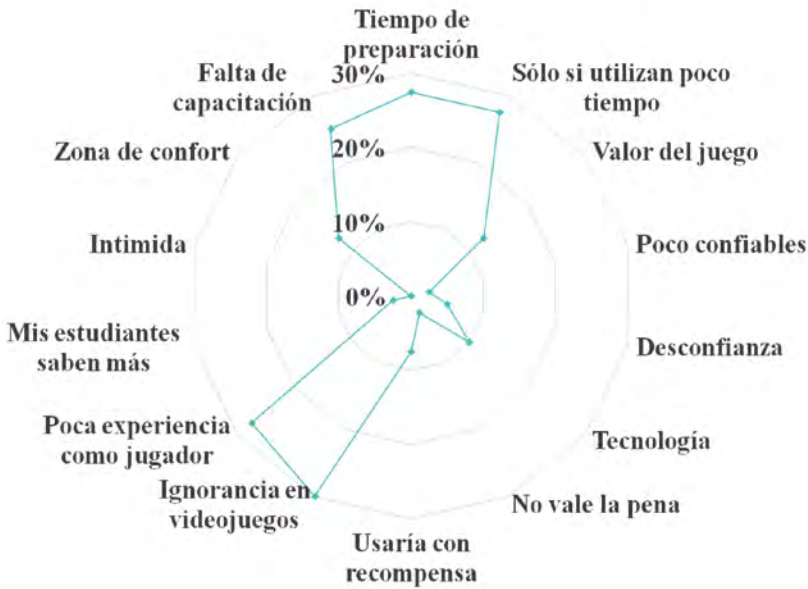 Tiempo de
preparación
Sólo si utilizan poco
tiempo
Valor del juego
Poco confiables
Desconfianza
Tecnología
No vale la pena
Usaría con
recompensa
Ignorancia en
videojuegos
Poca experiencia
como jugador
Mis estudiantes
saben más
Intimida
Zona de confort
Falta de
capacitación
30%
20%
10%
0%